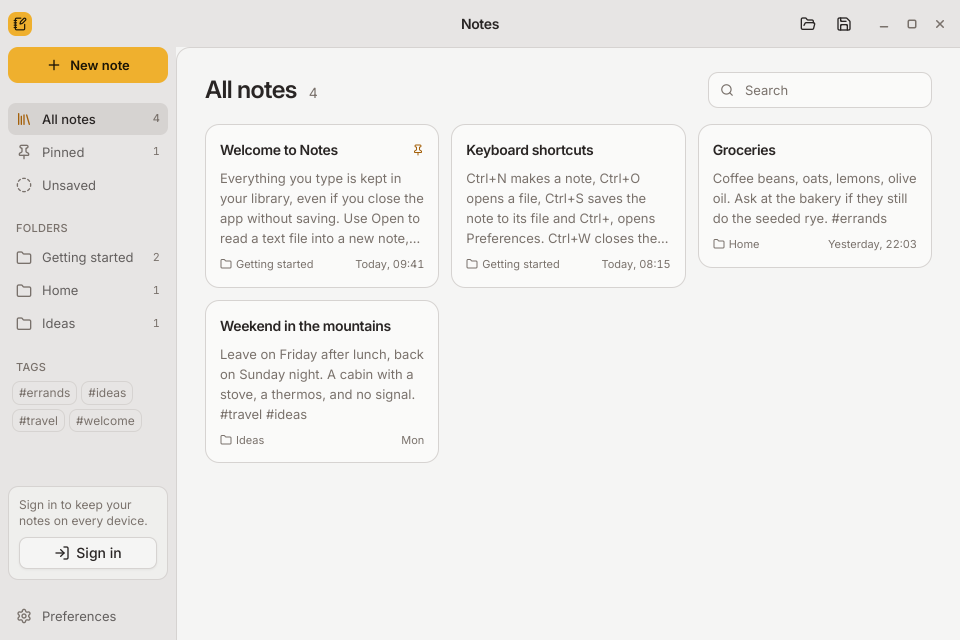 Notes
New note
All notes 4
Pinned 1
Unsaved
FOLDERS
Getting started 2
Home 1
Ideas 1
TAGS
#errands #ideas
#travel #welcome
Sign in to keep your
notes on every device.
Sign in
Preferences
All notes 4
Search
Welcome to Notes
Everything you type is kept in
your library, even if you close the
app without saving. Use Open to
read a text file into a new note,...
Getting started Today, 09:41
Keyboard shortcuts
Ctrl+N makes a note, Ctrl+O
opens a file, Ctrl+S saves the
note to its file and Ctrl+, opens
Preferences. Ctrl+W closes the...
Getting started Today, 08:15
Groceries
Coffee beans, oats, lemons, olive
oil. Ask at the bakery if they still
do the seeded rye. #errands
Home Yesterday, 22:03
Weekend in the mountains
Leave on Friday after lunch, back
on Sunday night. A cabin with a
stove, a thermos, and no signal.
#travel #ideas
Ideas Mon